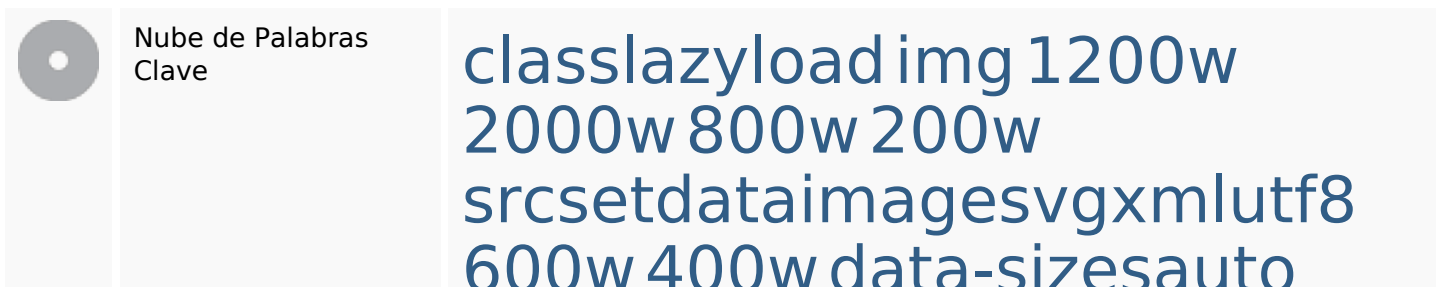 Nube de Palabras
Clave
classlazyload img 1200w
2000w 800w 200w
srcsetdataimagesvgxmlutf8
600w 400w data-sizesauto